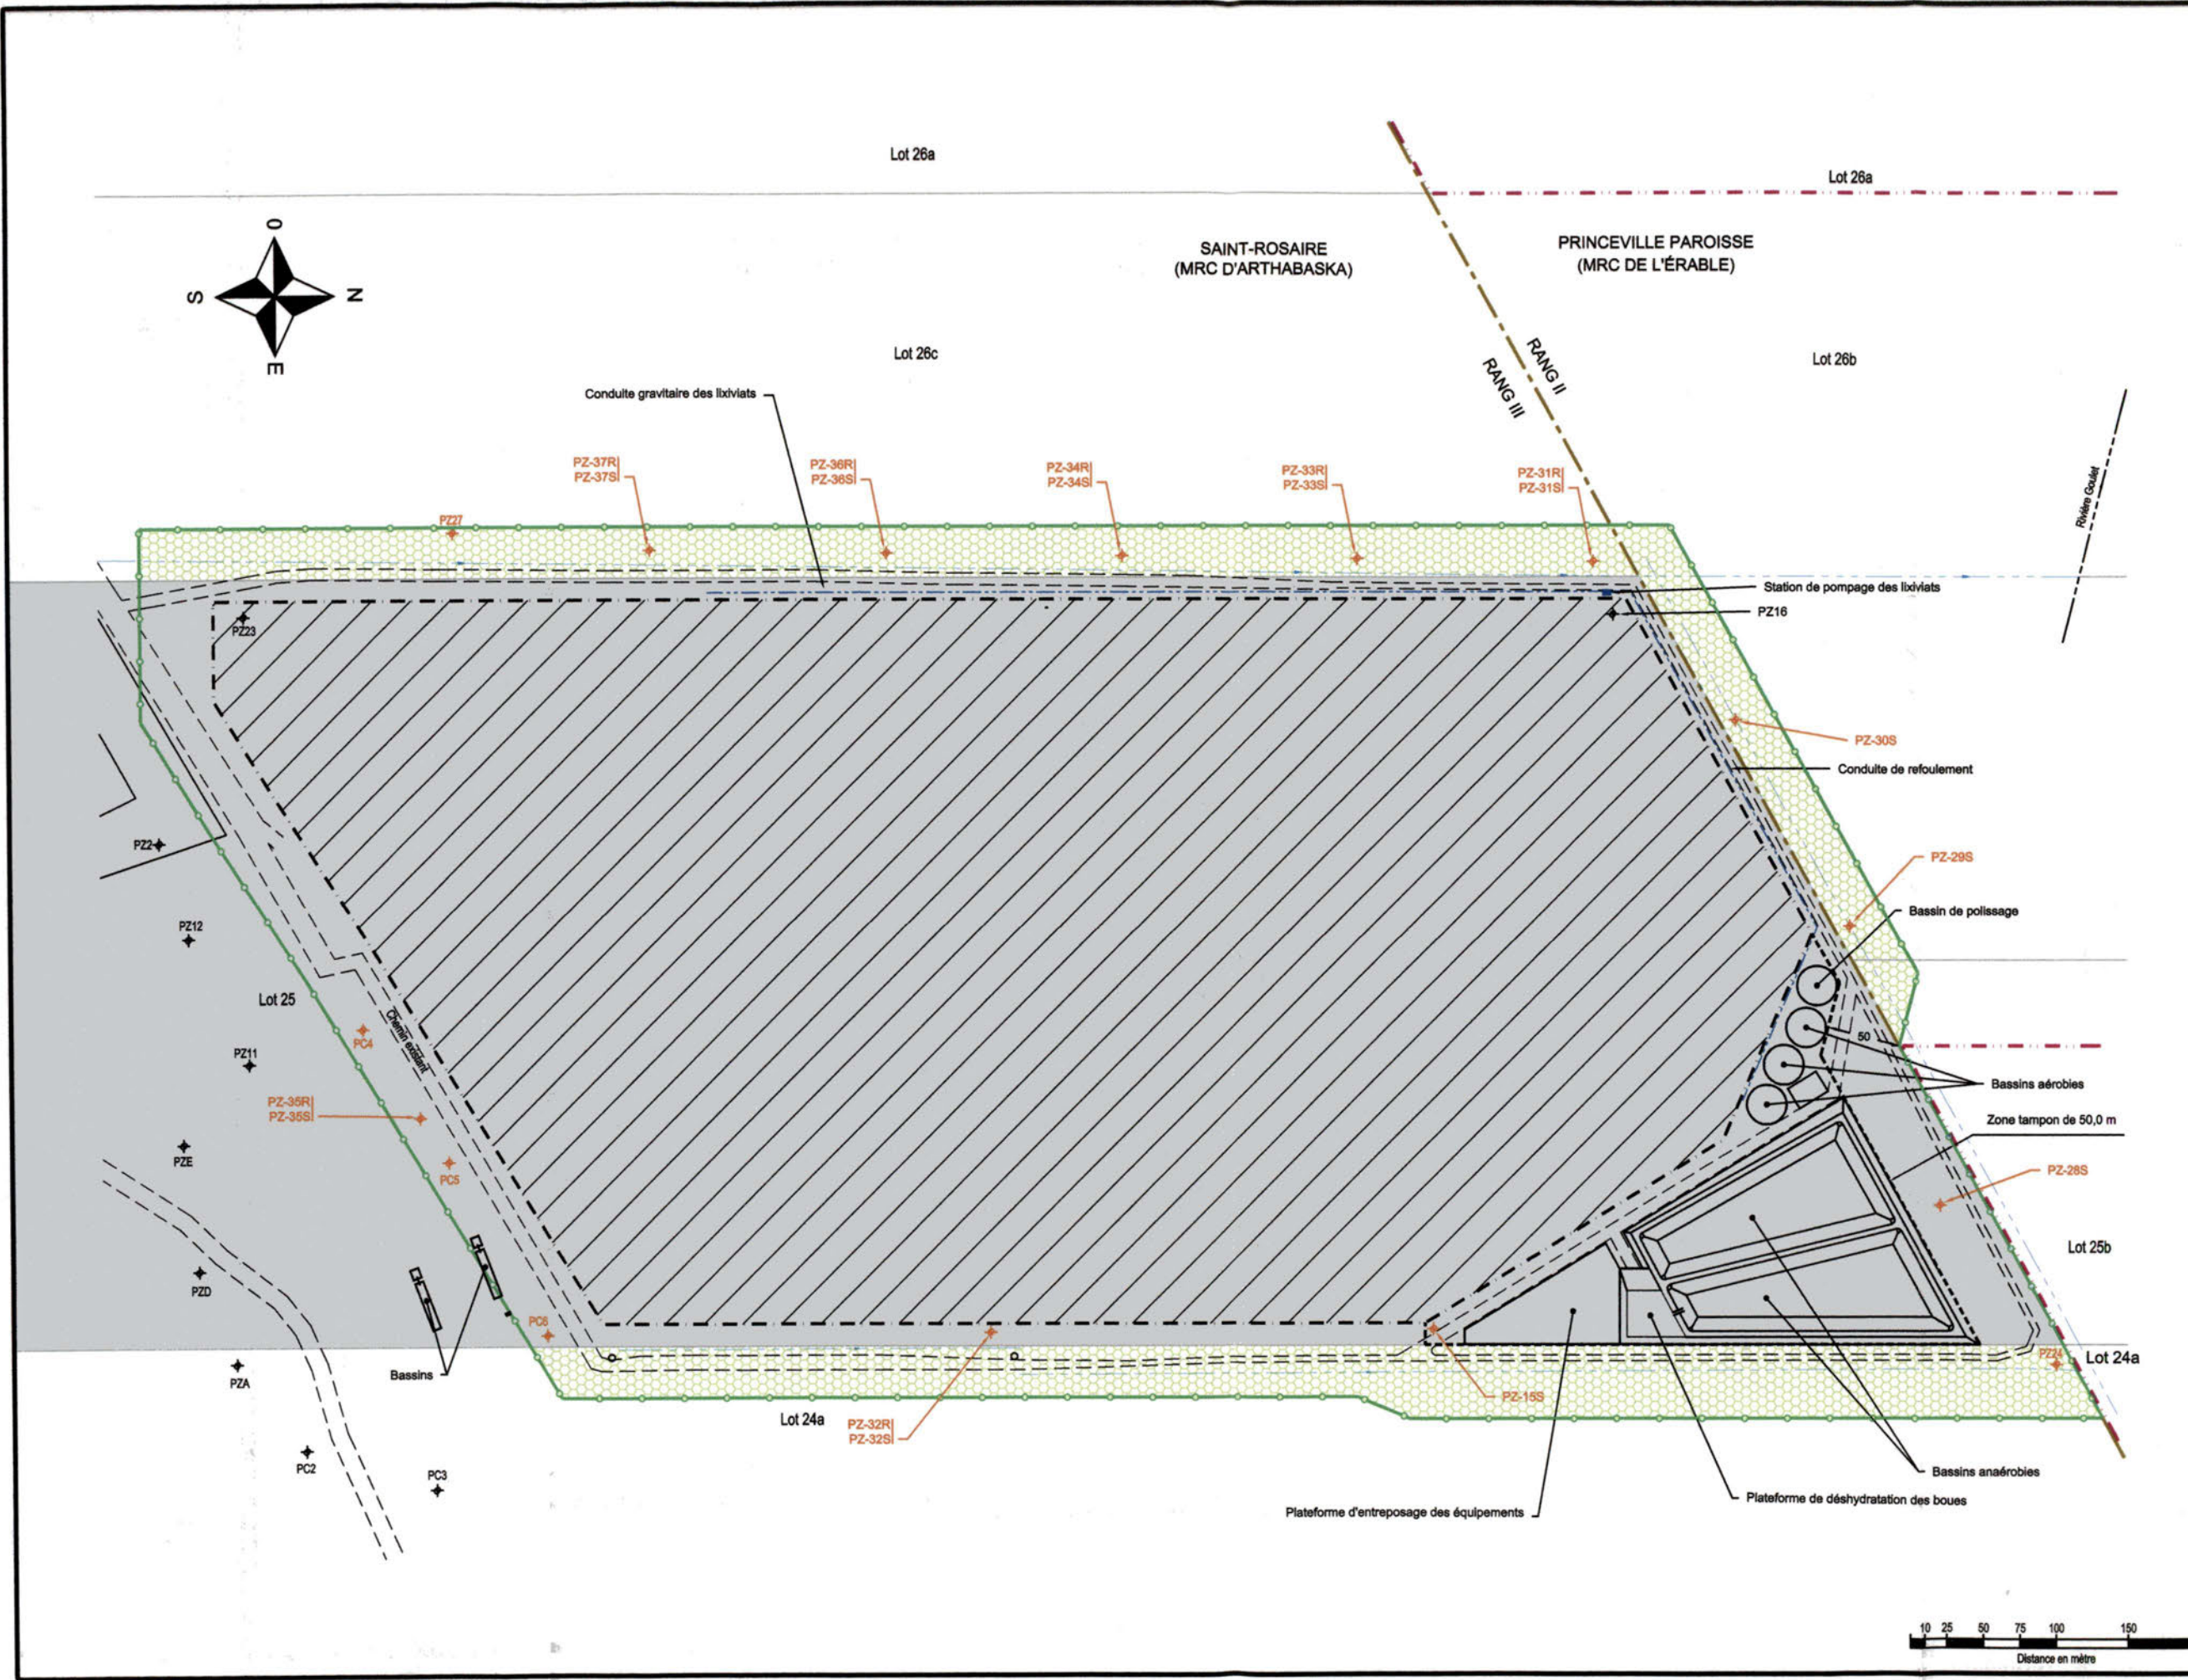 Lot 26a
Lot 26a
SAINT-ROSAIRE
(MRC D'ARTHABASKA)
PRINCEVILLE PAROISSE
(MRC DE L'ÉRABLE)
O
S
N
E
Lot 26c
RANG II
RANG III
Lot 26b
Conduite gravitaire des lixiviats
Rivière Goulet
PZ-37R
PZ-37S
PZ-36R
PZ-36S
PZ-34R
PZ-34S
PZ-33R
PZ-33S
PZ-31R
PZ-31S
PZ27
Station de pompage des lixiviats
PZ16
PZ23
PZ-30S
Conduite de refoulement
PZ2
PZ-29S
Bassin de polissage
PZ12
Lot 25
Chemin existant
PC4
50
PZ11
Bassins aérobies
PZ-35R
PZ-35S
Zone tampon de 50,0 m
PZE
PC5
PZ-28S
Lot 25b
PZD
PC6
PZ24
Lot 24a
PZA
Bassins
PZ-15S
Lot 24a
PZ-32R
PZ-32S
PC2
PC3
Bassins anaérobies
Plateforme de déshydratation des boues
Plateforme d'entreposage des équipements
10 25 50 75 100 150
Distance en mètre